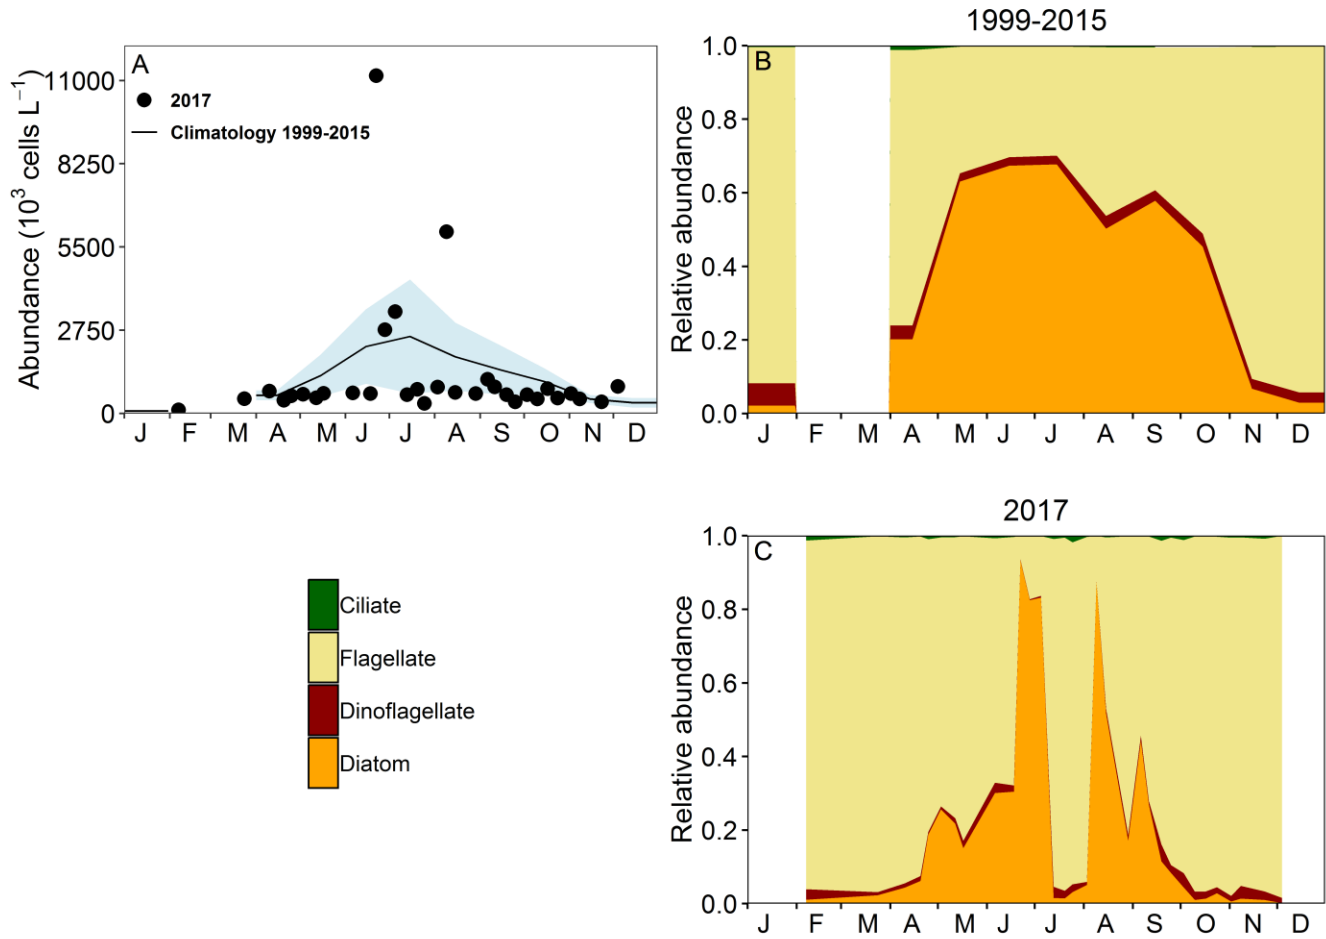 1999-2015
A
2017
Climatology 1999-2015
Abundance (10³ cells L⁻¹)
11000
8250
5500
2750
0
J F M A M J J A S O N D
B
Relative abundance
1.0
0.8
0.6
0.4
0.2
0.0
J F M A M J J A S O N D
2017
C
Relative abundance
1.0
0.8
0.6
0.4
0.2
0.0
J F M A M J J A S O N D
Ciliate
Flagellate
Dinoflagellate
Diatom